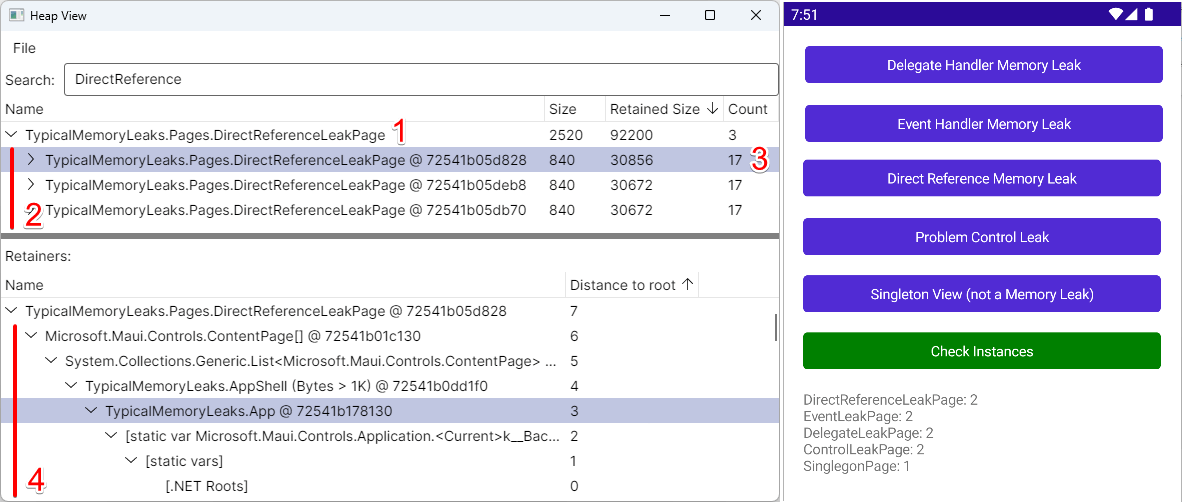 Heap View
File
Search: DirectReference
Name Size Retained Size Count
TypicalMemoryLeaks.Pages.DirectReferenceLeakPage 1 2520 92200 3
TypicalMemoryLeaks.Pages.DirectReferenceLeakPage @ 72541b05d828 840 30856 17 3
TypicalMemoryLeaks.Pages.DirectReferenceLeakPage @ 72541b05deb8 840 30672 17
2 TypicalMemoryLeaks.Pages.DirectReferenceLeakPage @ 72541b05db70 840 30672 17
Retainers:
Name Distance to root
TypicalMemoryLeaks.Pages.DirectReferenceLeakPage @ 72541b05d828 7
Microsoft.Maui.Controls.ContentPage[] @ 72541b01c130 6
System.Collections.Generic.List<Microsoft.Maui.Controls.ContentPage> ... 5
TypicalMemoryLeaks.AppShell (Bytes > 1K) @ 72541b0dd1f0 4
TypicalMemoryLeaks.App @ 72541b178130 3
[static var Microsoft.Maui.Controls.Application.<Current>k__Bac... 2
[static vars] 1
4 [.NET Roots] 0
7:51
Delegate Handler Memory Leak
Event Handler Memory Leak
Direct Reference Memory Leak
Problem Control Leak
Singleton View (not a Memory Leak)
Check Instances
DirectReferenceLeakPage: 2
EventLeakPage: 2
DelegateLeakPage: 2
ControlLeakPage: 2
SinglegonPage: 1